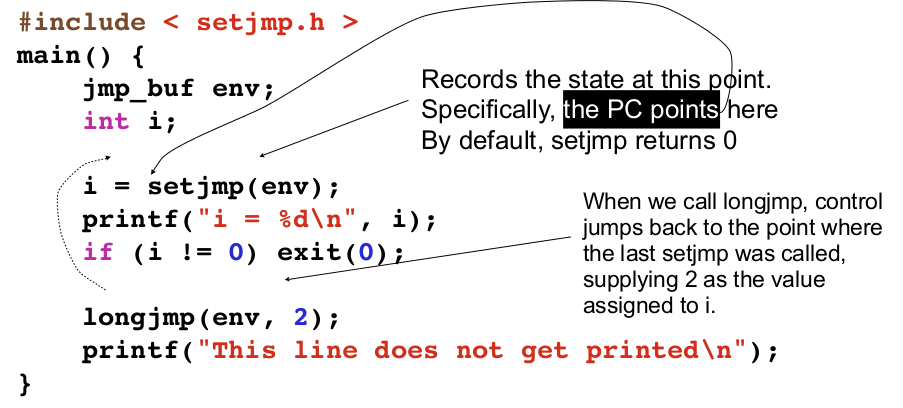 #include < setjmp.h >
main() {
jmp_buf env;
int i;
Records the state at this point.
Specifically, the PC points here
By default, setjmp returns 0
i = setjmp(env);
printf("i = %d\n", i);
if (i != 0) exit(0);
When we call longjmp, control
jumps back to the point where
the last setjmp was called,
supplying 2 as the value
assigned to i.
longjmp(env, 2);
printf("This line does not get printed\n");
}